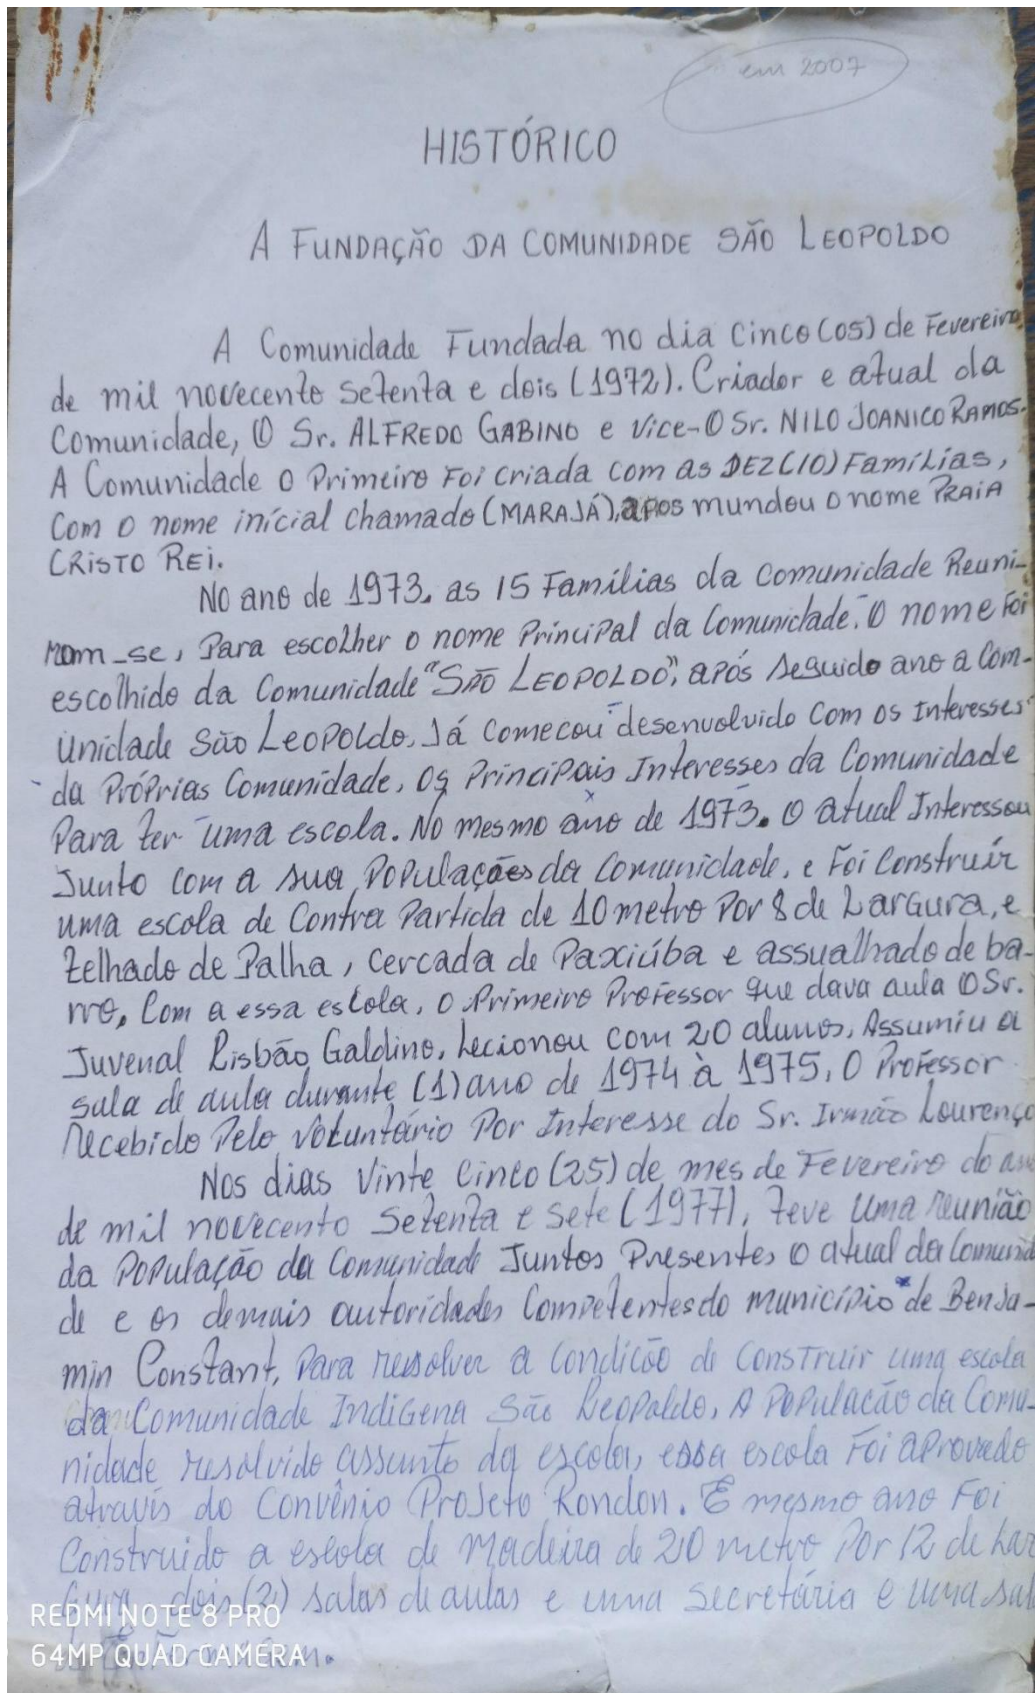 em 2007
HISTÓRICO
A FUNDAÇÃO DA COMUNIDADE SÃO LEOPOLDO
A Comunidade Fundada no dia cinco (05) de Fevereiro
de mil novecento setenta e dois (1972). Criador e atual da
Comunidade, O Sr. ALFREDO GABINO e Vice-O Sr. NILO JOANICO RAMOS.
A Comunidade o Primeiro Foi criada com as DEZ (10) Famílias,
Com o nome inícial chamado (MARAJÁ), apos mundou o nome PRAIA
CRISTO REI.
No ano de 1973. as 15 Famílias da comunidade Reuni-
ram-se, Para escolher o nome Principal da Comunidade. O nome Foi
escolhido da Comunidade "SÃO LEOPOLDO", após seguido ano a Com-
unidade São Leopoldo. Já começou desenvolvido com os Interesses
da Próprias Comunidade, Os Principais Interesses da Comunidade
Para ter uma escola. No mesmo ano de 1973. O atual Interessou
Junto com a sua Populações da Comunidade, e Foi Construir
uma escola de Contra Partida de 10 metro Por 8 de Largura, e
telhado de Palha, cercada de Paxiúba e assualhado de ba-
rro. Com a essa escola, o Primeiro Professor que dava aula O Sr.
Juvenal Risbão Galdino, Lecionou com 20 alunos, Assumiu a
sala de aula durante (1) ano de 1974 à 1975, O Professor
recebido Pelo voluntário Por Interesse do Sr. Irmão Lourenço
Nos dias Vinte Cinco (25) de mes de Fevereiro do
de mil novecento setenta e sete (1977), Teve uma reunião
da População da Comunidade Juntos Presentes o atual da Comunid
de e os demais autoridades Competentes do município de Benja-
min Constant, Para resolver a condição de construir uma escola
da Comunidade Indigena São Leopoldo, A População da Comu-
nidade resolvido assunto da escola, essa escola Foi aprovado
através do Convênio Projeto Rondon. E mesmo ano Foi
Construido a escola de Madeira de 20 metro Por 12 de Lar
Gura dois (2) salas de aulas e uma secretária e uma sal
REDMI NOTE 8 PRO
64MP QUAD CAMERA